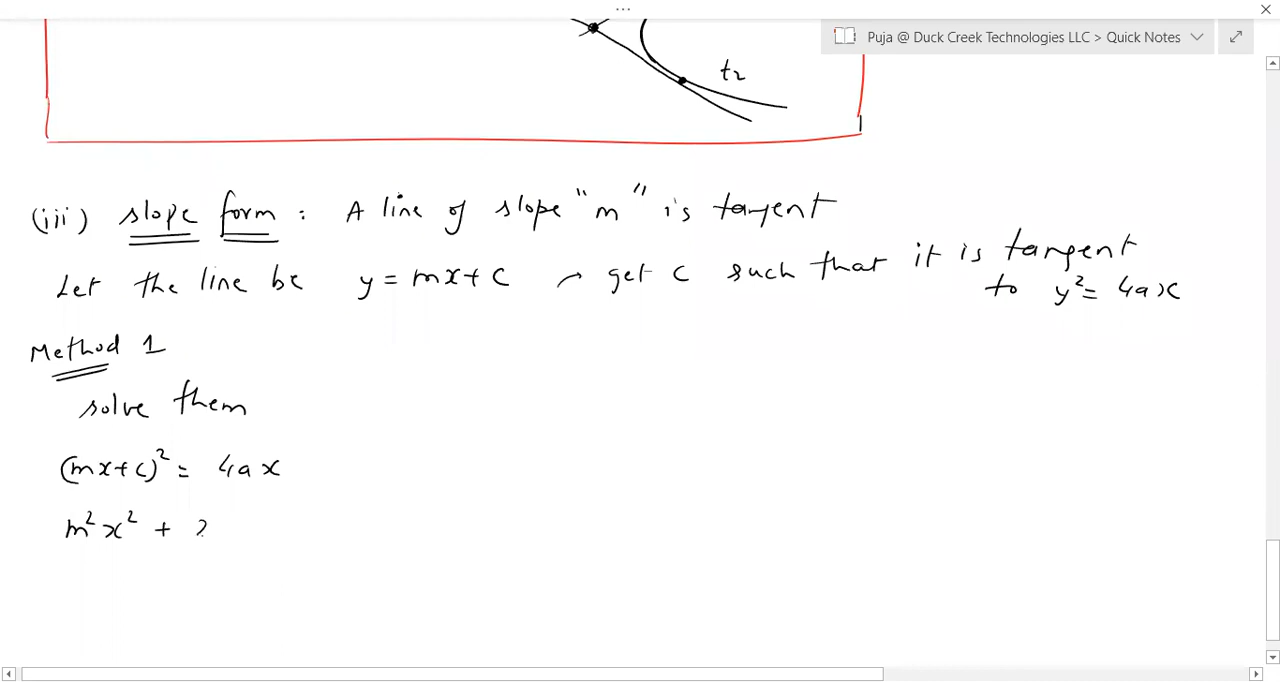 Puja @ Duck Creek Technologies LLC > Quick Notes
t₂
(iii) slope form : A line of slope "m" is tangent
Let the line be y = mx + c → get c such that it is tangent
to y² = 4ax
Method 1
solve them
(mx + c)² = 4ax
m²x² + 2